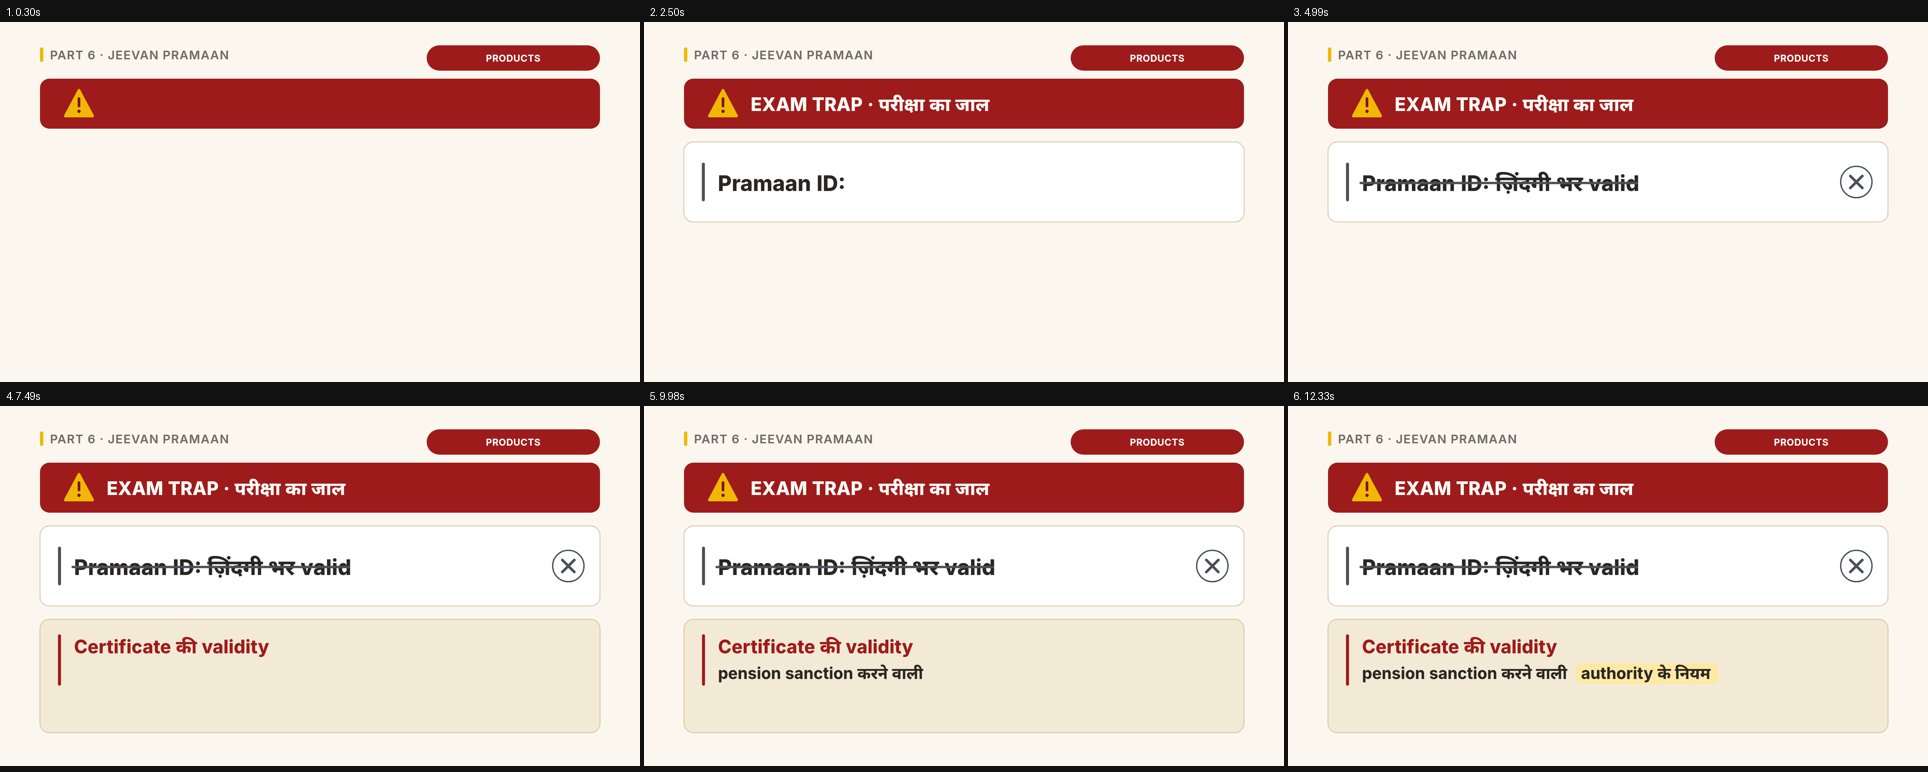 1. 0.30s
PART 6 · JEEVAN PRAMAAN
PRODUCTS
2. 2.50s
PART 6 · JEEVAN PRAMAAN
PRODUCTS
EXAM TRAP · परीक्षा का जाल
Pramaan ID:
3. 4.99s
PART 6 · JEEVAN PRAMAAN
PRODUCTS
EXAM TRAP · परीक्षा का जाल
Pramaan ID: ज़िंदगी भर valid
4. 7.49s
PART 6 · JEEVAN PRAMAAN
PRODUCTS
EXAM TRAP · परीक्षा का जाल
Pramaan ID: ज़िंदगी भर valid
Certificate की validity
5. 9.98s
PART 6 · JEEVAN PRAMAAN
PRODUCTS
EXAM TRAP · परीक्षा का जाल
Pramaan ID: ज़िंदगी भर valid
Certificate की validity
pension sanction करने वाली
6. 12.33s
PART 6 · JEEVAN PRAMAAN
PRODUCTS
EXAM TRAP · परीक्षा का जाल
Pramaan ID: ज़िंदगी भर valid
Certificate की validity
pension sanction करने वाली authority के नियम